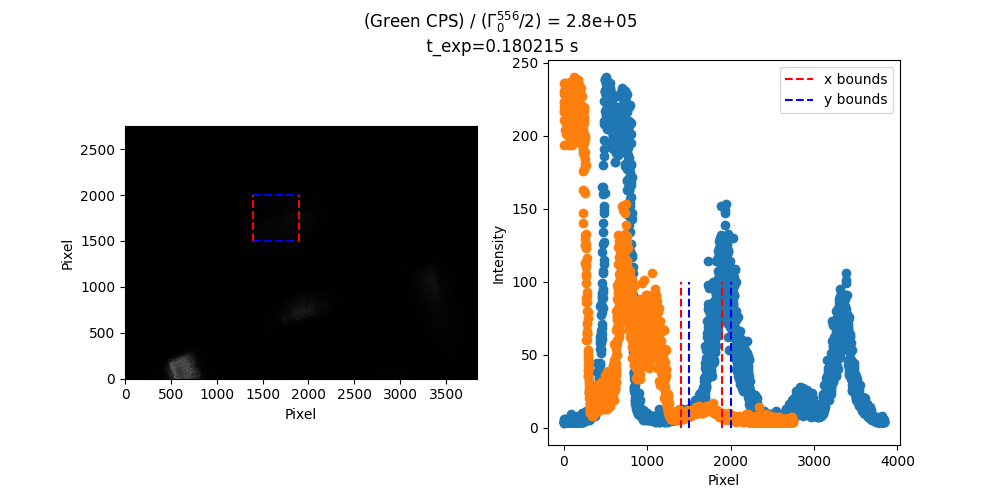 (Green CPS) / (Γ₀⁵⁵⁶/2) = 2.8e+05
t_exp=0.180215 s
Pixel
2500
2000
1500
1000
500
0
0 500 1000 1500 2000 2500 3000 3500
Pixel
Intensity
250
200
150
100
50
0
x bounds
y bounds
0 1000 2000 3000 4000
Pixel